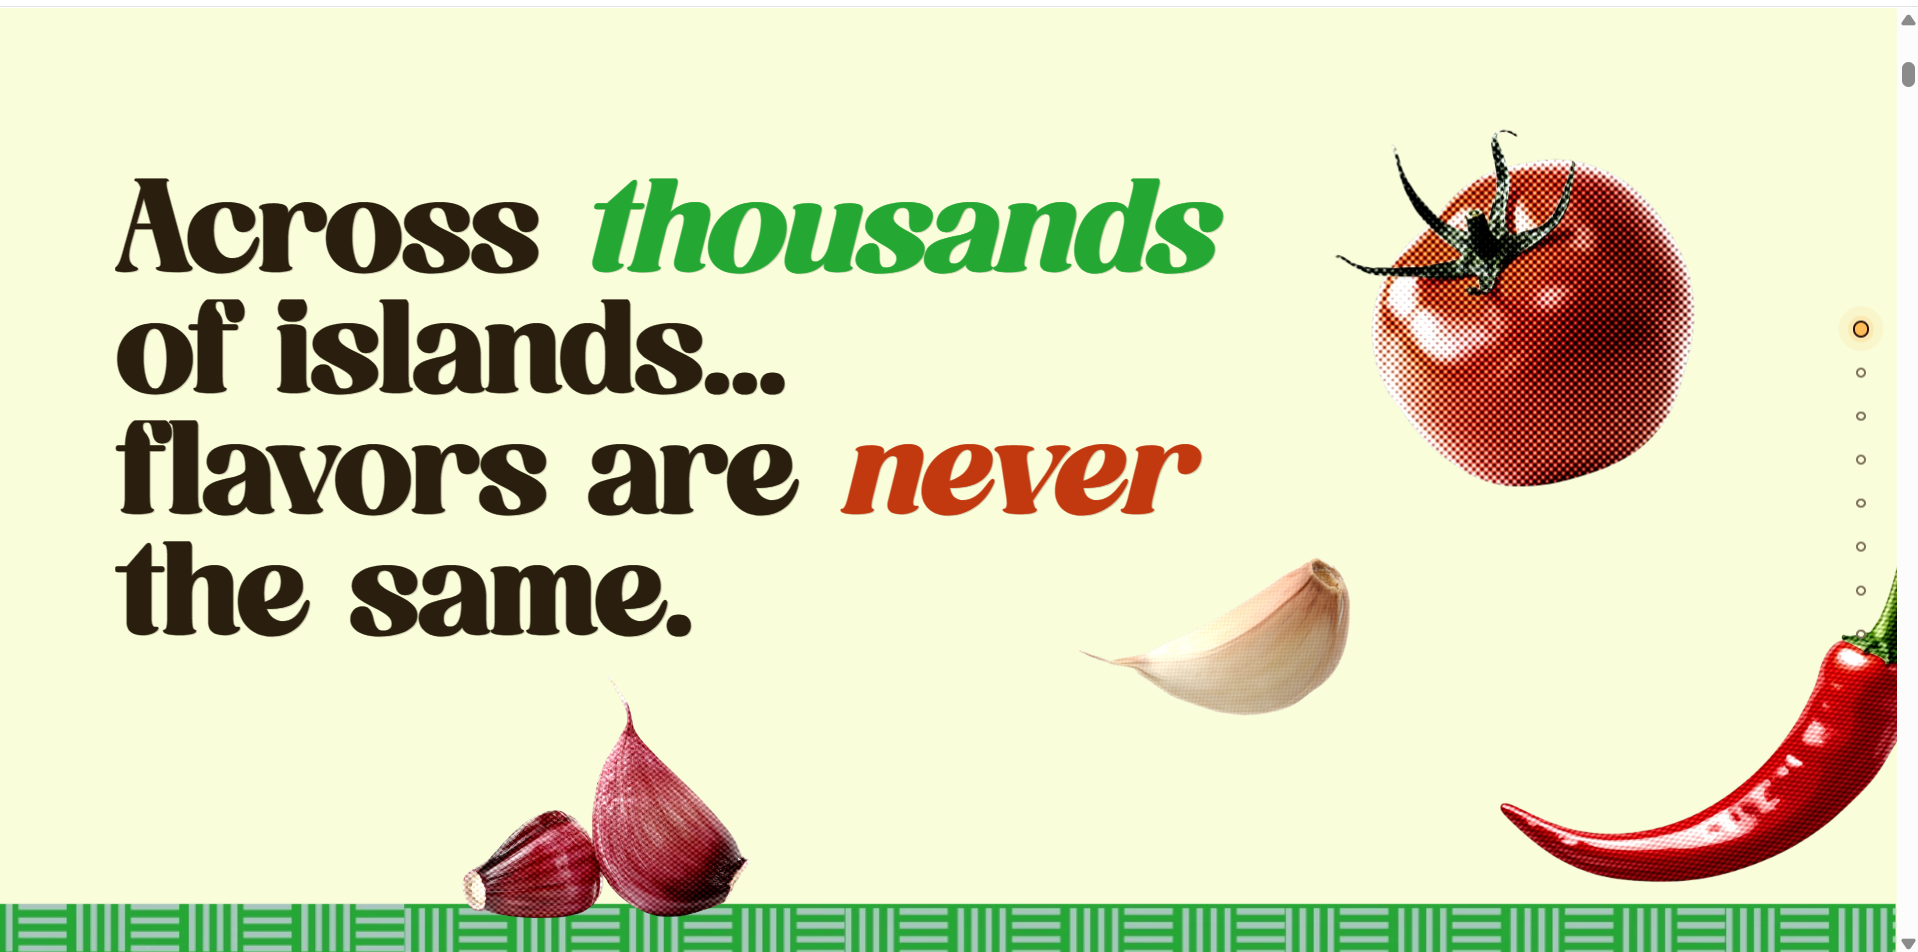 Across thousands
of islands...
flavors are never
the same.